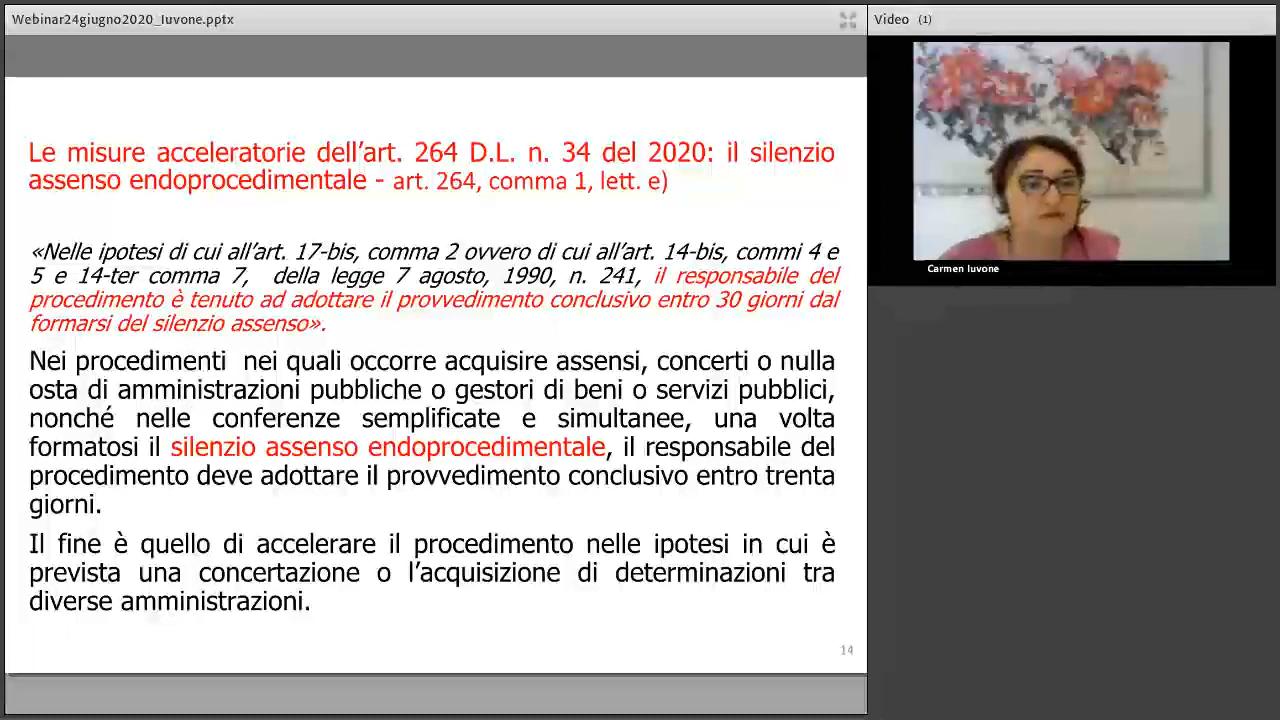 Webinar24giugno2020_Iuvone.pptx
Video (1)
Carmen Iuvone
Le misure acceleratorie dell’art. 264 D.L. n. 34 del 2020: il silenzio
assenso endoprocedimentale - art. 264, comma 1, lett. e)
«Nelle ipotesi di cui all’art. 17-bis, comma 2 ovvero di cui all’art. 14-bis, commi 4 e
5 e 14-ter comma 7, della legge 7 agosto, 1990, n. 241, il responsabile del
procedimento è tenuto ad adottare il provvedimento conclusivo entro 30 giorni dal
formarsi del silenzio assenso».
Nei procedimenti nei quali occorre acquisire assensi, concerti o nulla
osta di amministrazioni pubbliche o gestori di beni o servizi pubblici,
nonché nelle conferenze semplificate e simultanee, una volta
formatosi il silenzio assenso endoprocedimentale, il responsabile del
procedimento deve adottare il provvedimento conclusivo entro trenta
giorni.
Il fine è quello di accelerare il procedimento nelle ipotesi in cui è
prevista una concertazione o l’acquisizione di determinazioni tra
diverse amministrazioni.
14